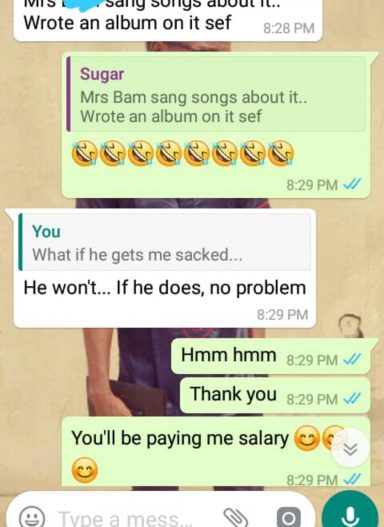 sang songs about it..
Wrote an album on it sef
8:28 PM
Sugar
Mrs Bam sang songs about it..
Wrote an album on it sef
🤣🤣🤣🤣🤣🤣🤣🤣
8:29 PM
You
What if he gets me sacked...
He won't... If he does, no problem
8:29 PM
Hmm hmm 8:29 PM
Thank you 8:29 PM
You'll be paying me salary 😊😊
😊
8:29 PM
Type a mess...